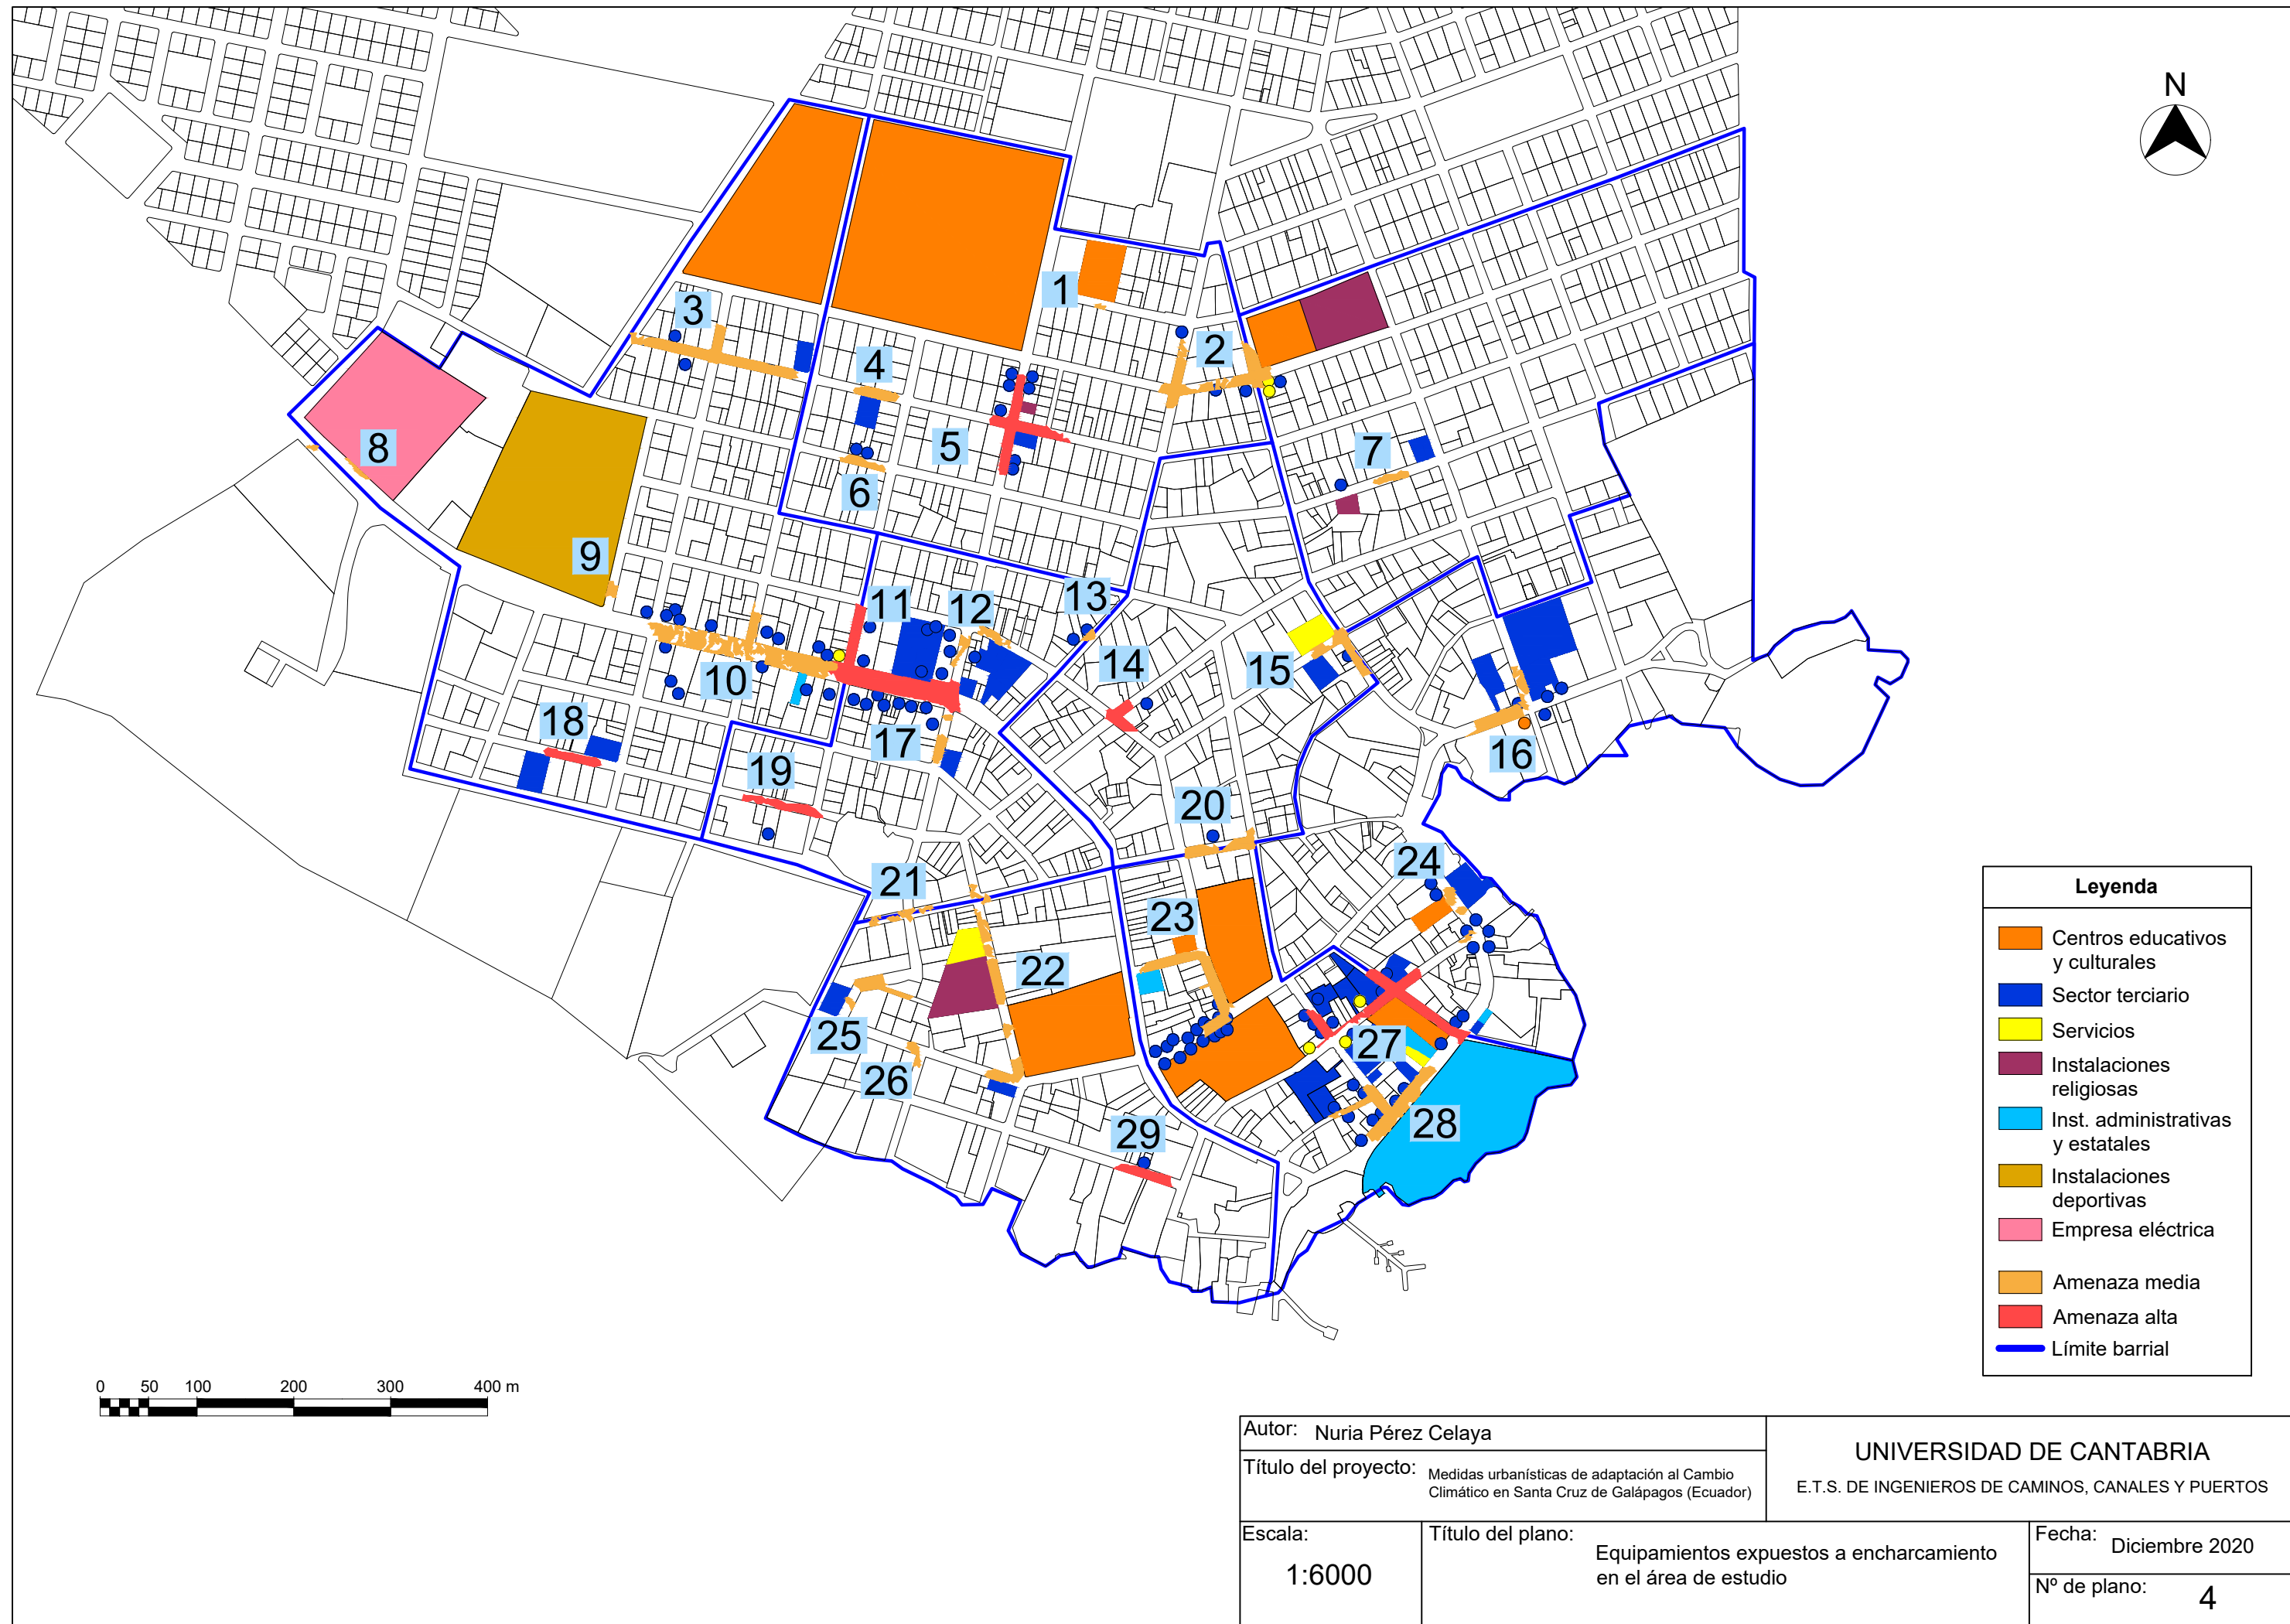 N
1
2
3
4
5
6
7
8
9
10
11
12
13
14
15
16
17
18
19
20
21
22
23
24
25
26
27
28
29
Leyenda
Centros educativos
y culturales
Sector terciario
Servicios
Instalaciones
religiosas
Inst. administrativas
y estatales
Instalaciones
deportivas
Empresa eléctrica
Amenaza media
Amenaza alta
Límite barrial
0 50 100 200 300 400 m
Autor: Nuria Pérez Celaya
Título del proyecto: Medidas urbanísticas de adaptación al Cambio
Climático en Santa Cruz de Galápagos (Ecuador)
UNIVERSIDAD DE CANTABRIA
E.T.S. DE INGENIEROS DE CAMINOS, CANALES Y PUERTOS
Escala:
1:6000
Título del plano:
Equipamientos expuestos a encharcamiento
en el área de estudio
Fecha: Diciembre 2020
Nº de plano:
4